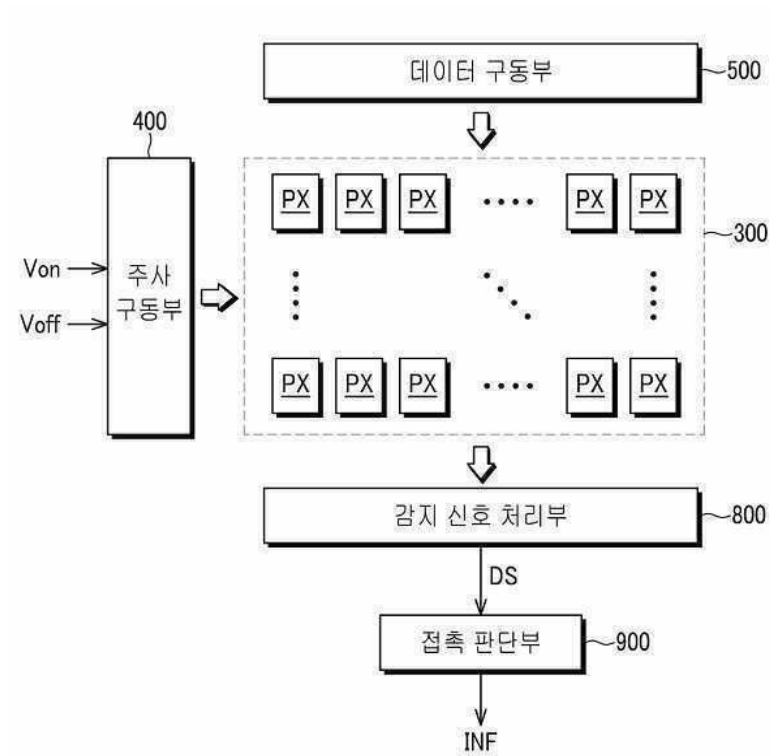 데이터 구동부
500
400
PX PX PX PX PX
300
Von
주사
구동부
Voff
PX PX PX PX PX
감지 신호 처리부
800
DS
접촉 판단부
900
INF